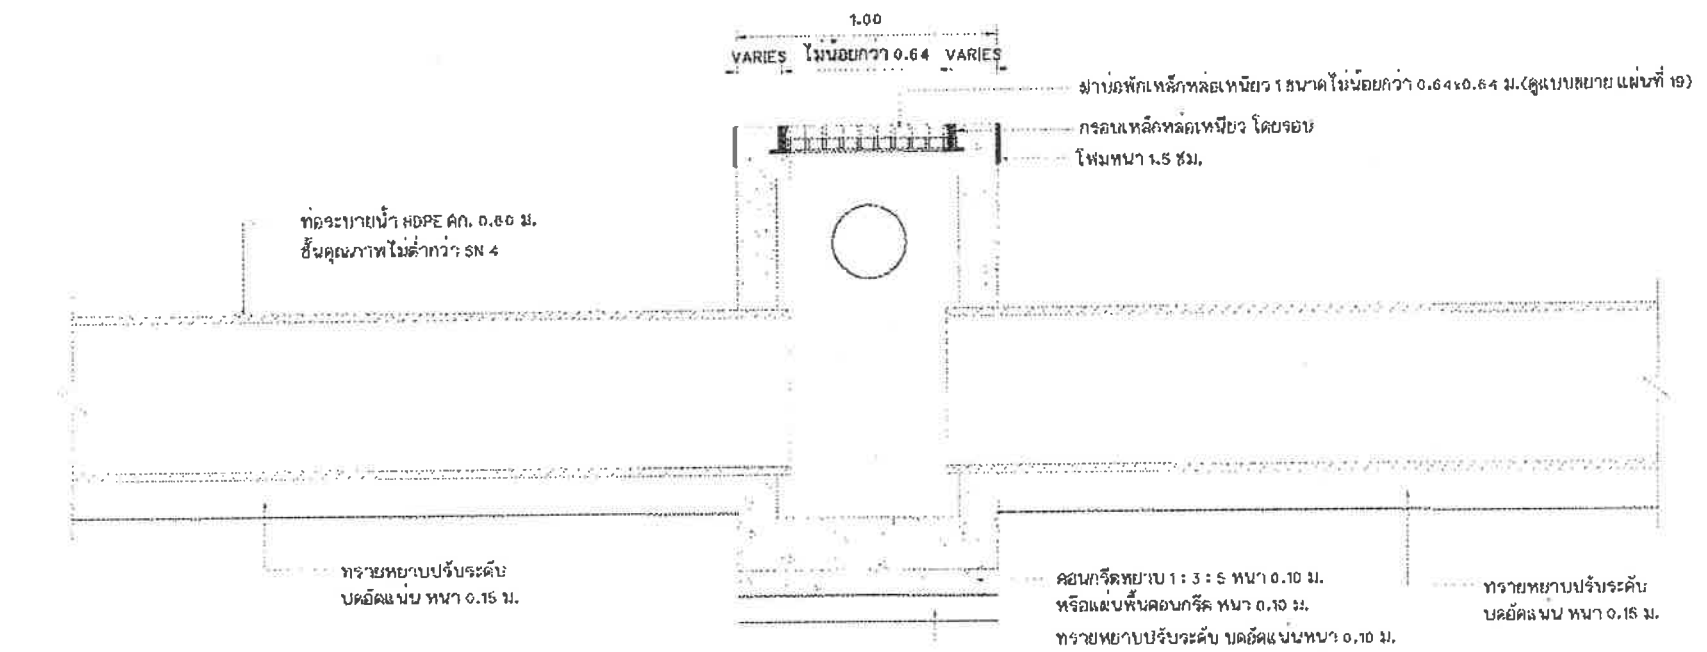 1.00
VARIES ไม่น้อยกว่า 0.64 VARIES
ฝาบ่อพักเหล็กหล่อเหนียว 1 ขนาดไม่น้อยกว่า 0.64x0.64 ม.(ดูแบบขยาย แผ่นที่ 19)
กรอบเหล็กหล่อเหนียว โดยรอบ
โฟมหนา 1.5 ซม.
ท่อระบายน้ำ HDPE ศก. 0.60 ม.
ชั้นคุณภาพไม่ต่ำกว่า SN 4
ทรายหยาบปรับระดับ
บดอัดแน่น หนา 0.15 ม.
คอนกรีตหยาบ 1 : 3 : 5 หนา 0.10 ม.
หรือแผ่นพื้นคอนกรีต หนา 0.10 ม.
ทรายหยาบปรับระดับ บดอัดแน่นหนา 0.10 ม.
ทรายหยาบปรับระดับ
บดอัดแน่น หนา 0.15 ม.